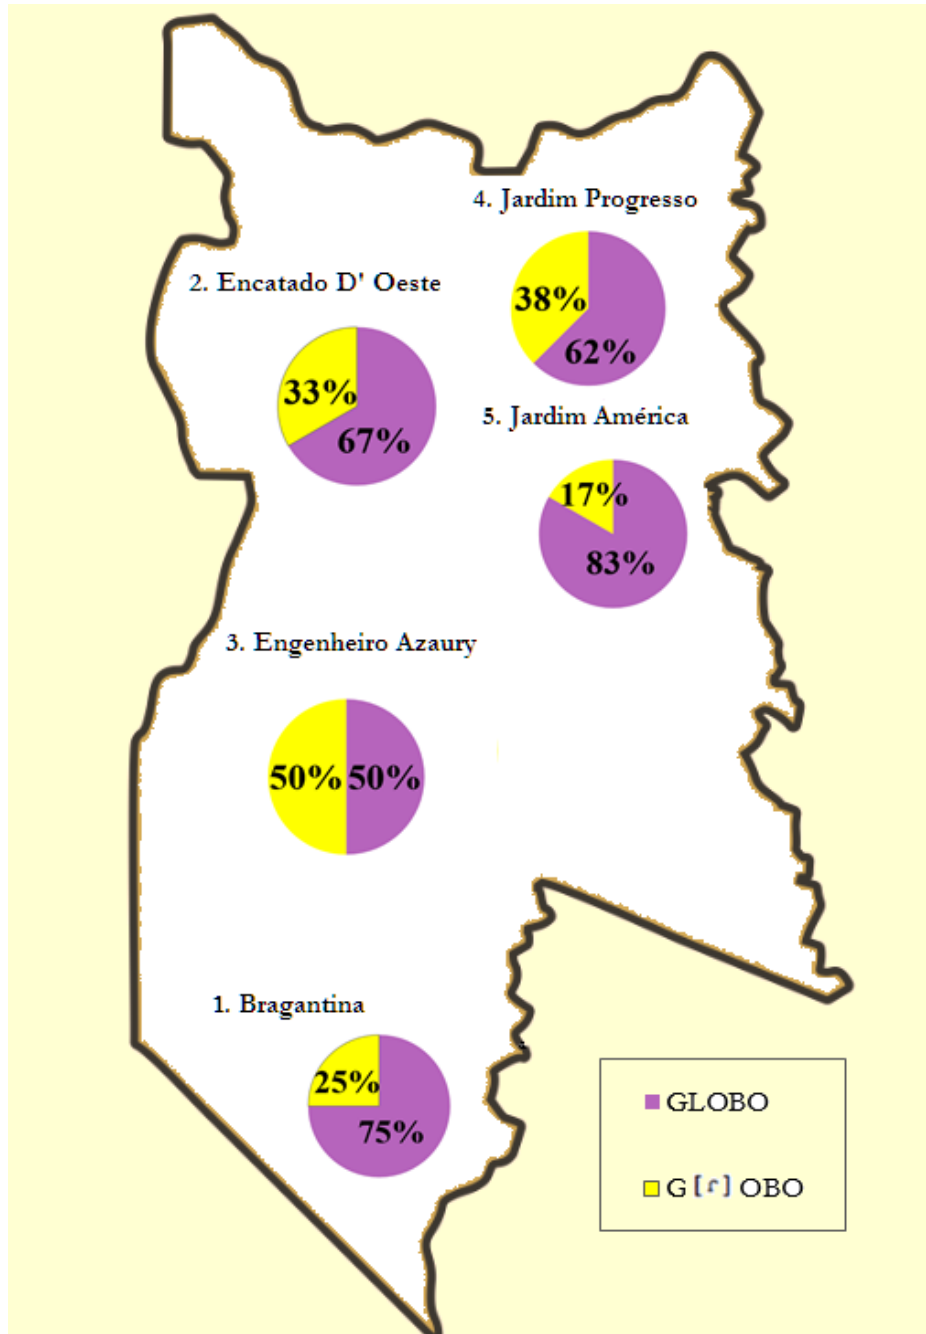 4. Jardim Progresso
38%
62%
2. Encatado D' Oeste
33%
67%
5. Jardim América
17%
83%
3. Engenheiro Azaury
50% 50%
1. Bragantina
25%
75%
GLOBO
G [ɾ] OBO